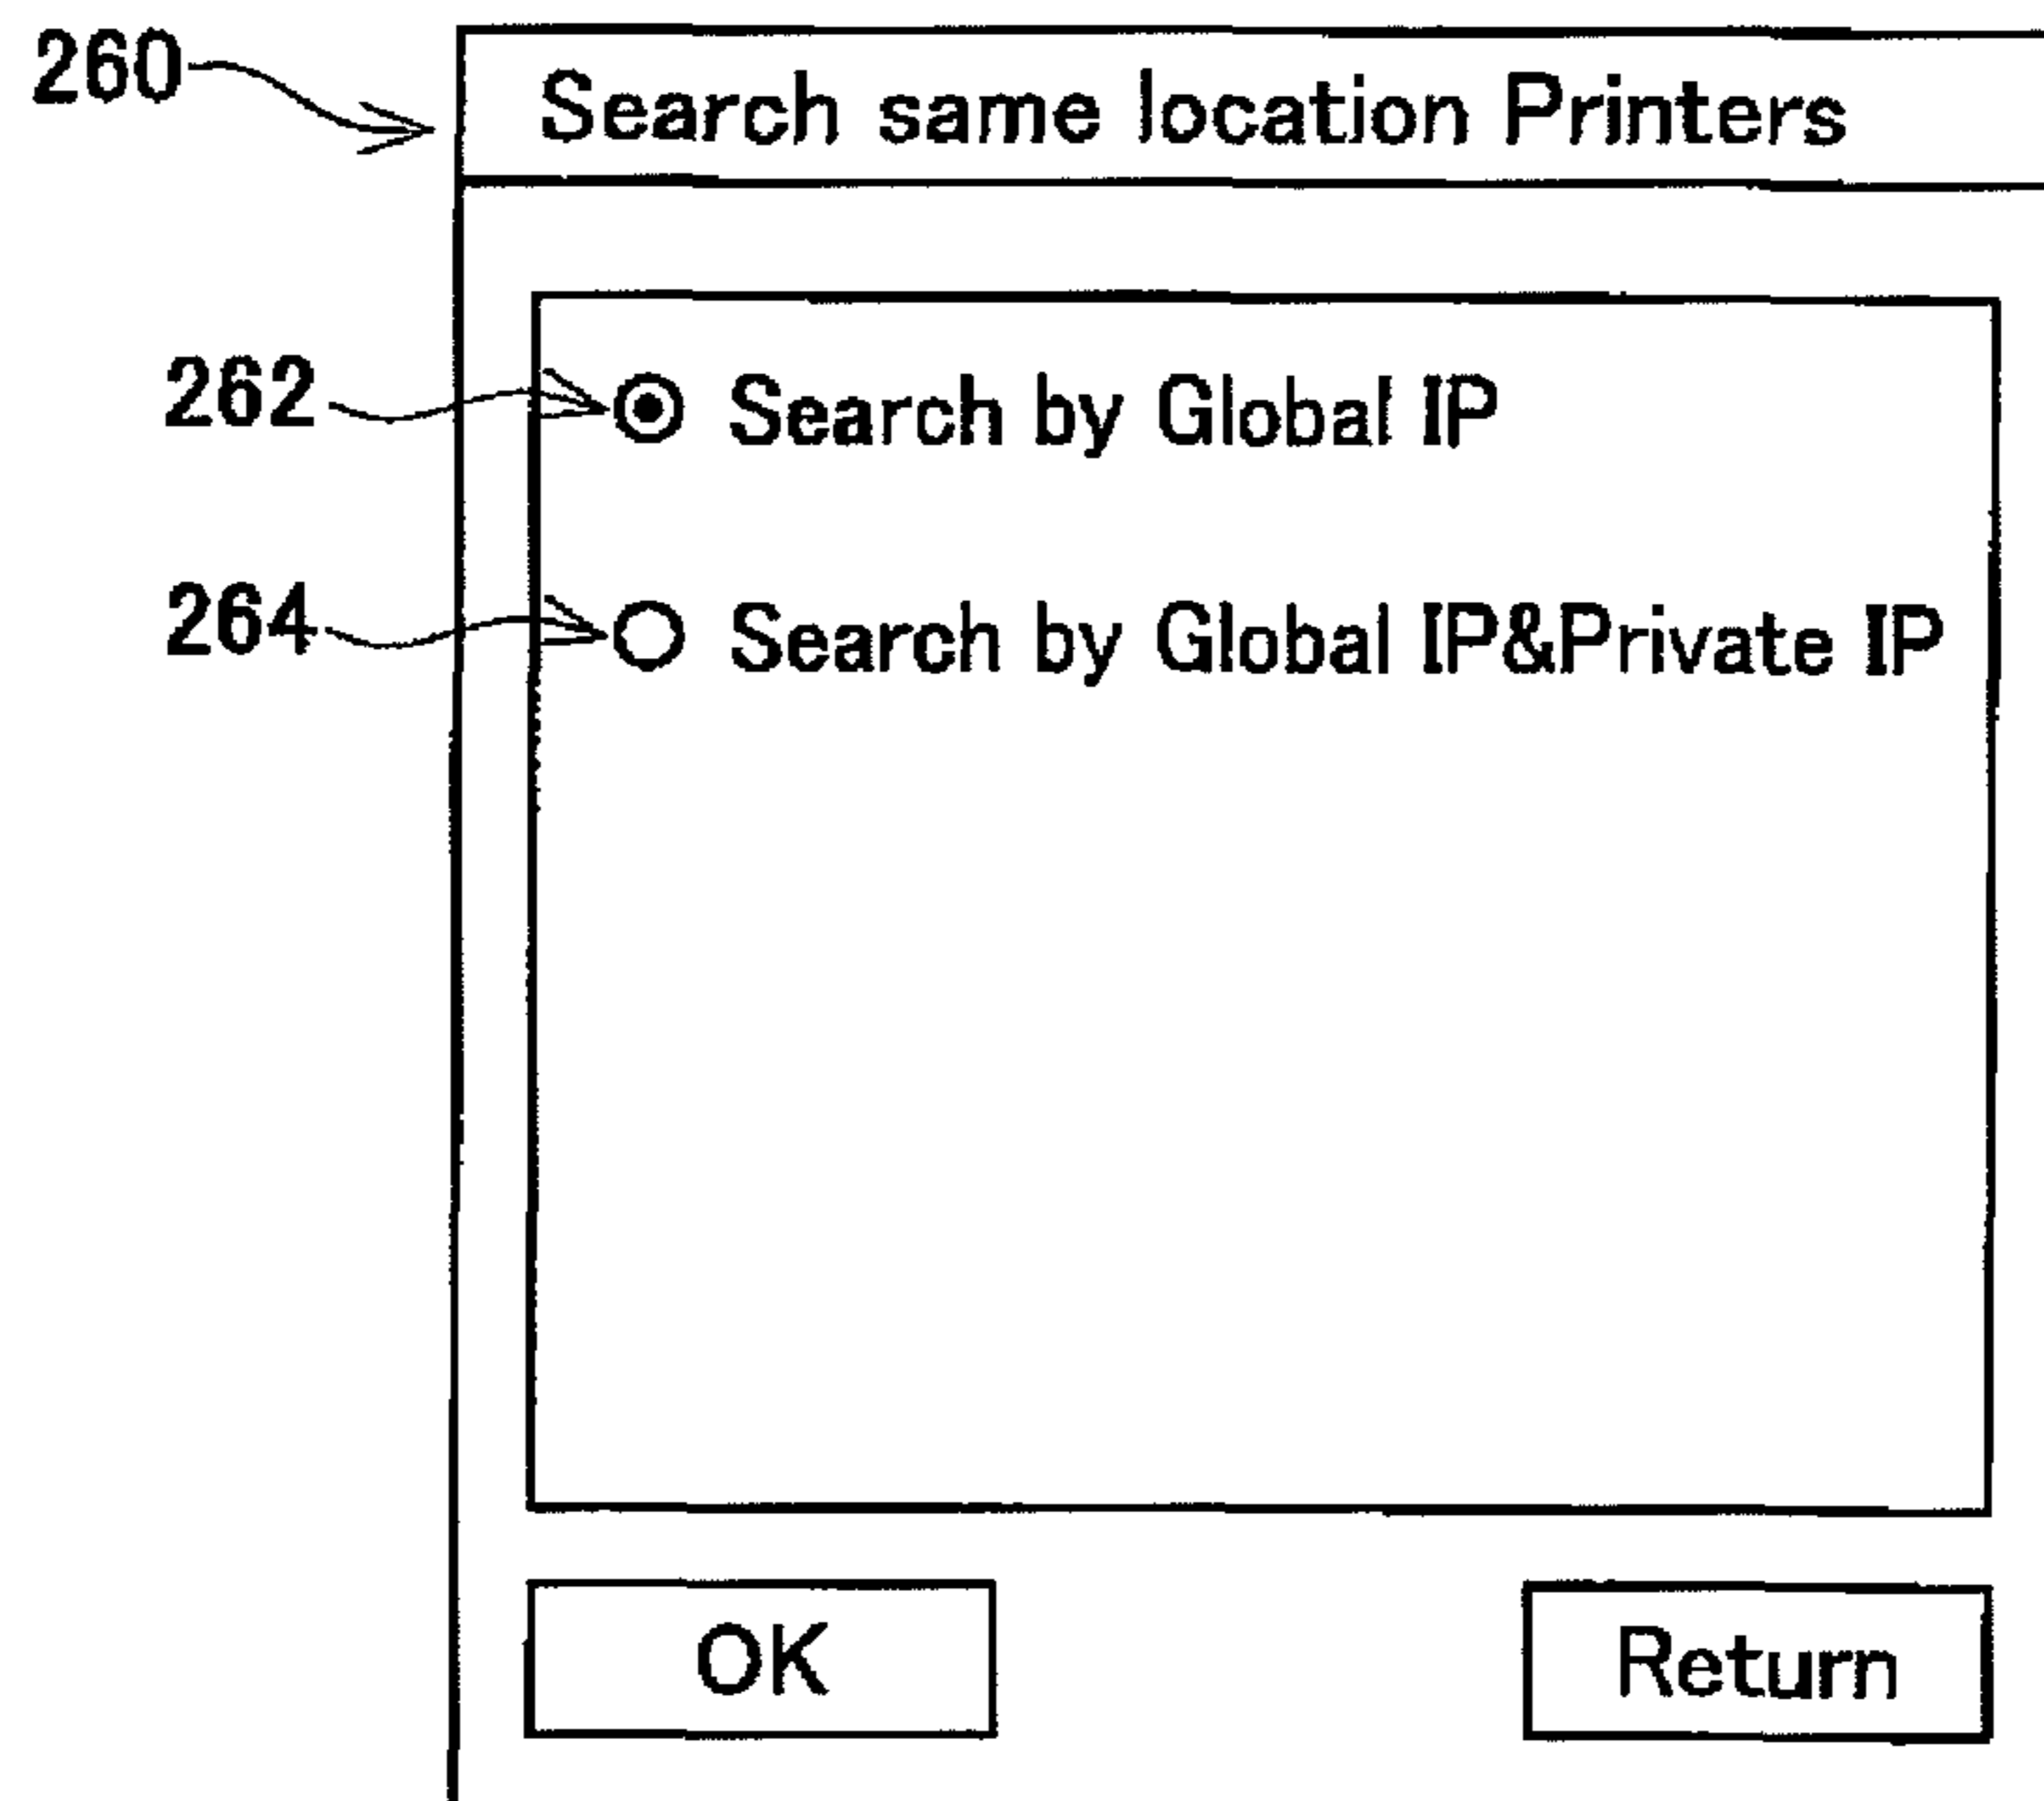 260
Search same location Printers
262 Search by Global IP
264 Search by Global IP&Private IP
OK Return